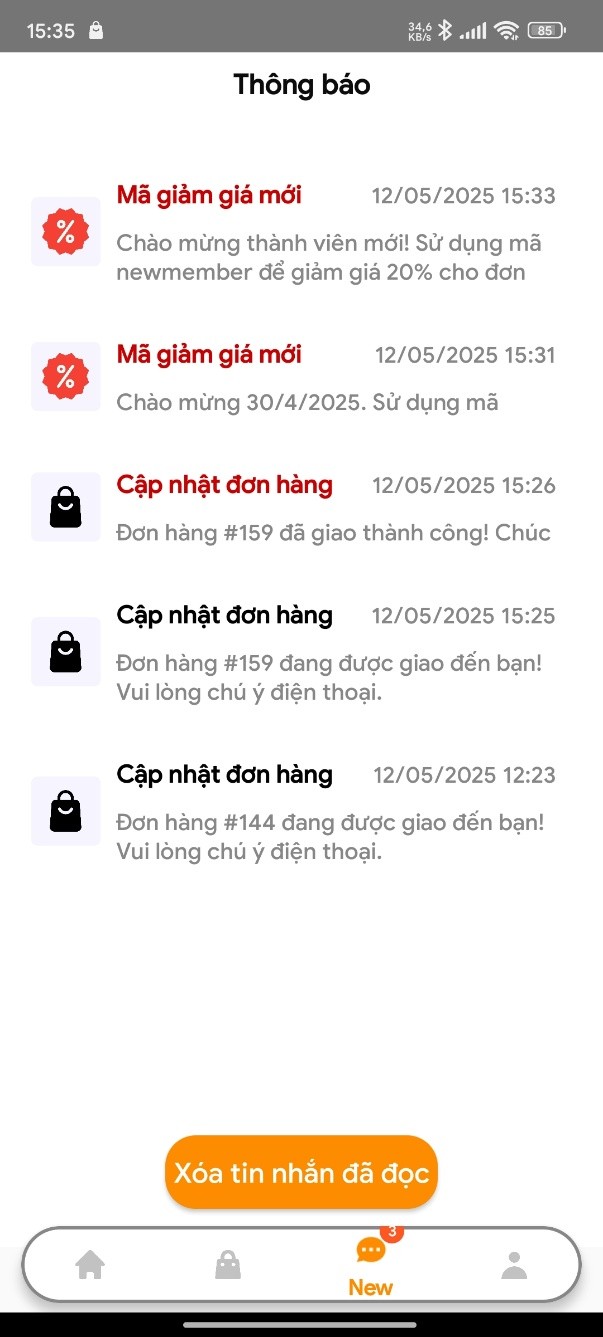 15:35
34,6
KB/s
85
Thông báo
Mã giảm giá mới 12/05/2025 15:33
Chào mừng thành viên mới! Sử dụng mã
newmember để giảm giá 20% cho đơn
Mã giảm giá mới 12/05/2025 15:31
Chào mừng 30/4/2025. Sử dụng mã
Cập nhật đơn hàng 12/05/2025 15:26
Đơn hàng #159 đã giao thành công! Chúc
Cập nhật đơn hàng 12/05/2025 15:25
Đơn hàng #159 đang được giao đến bạn!
Vui lòng chú ý điện thoại.
Cập nhật đơn hàng 12/05/2025 12:23
Đơn hàng #144 đang được giao đến bạn!
Vui lòng chú ý điện thoại.
Xóa tin nhắn đã đọc
3
New